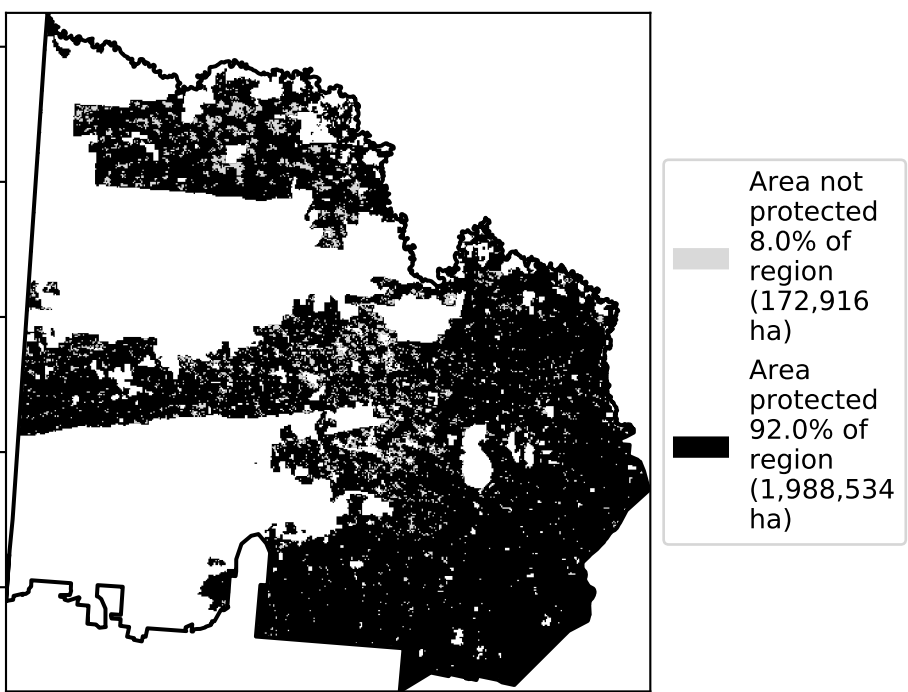 Area not
protected
8.0% of
region
(172,916
ha)
Area
protected
92.0% of
region
(1,988,534
ha)